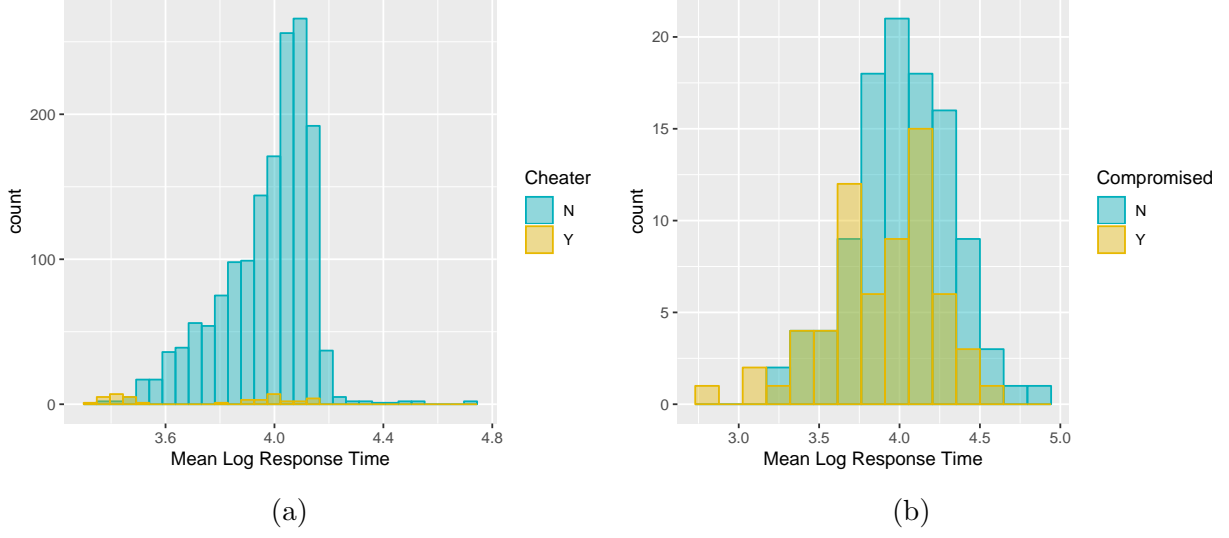 200
100
0
count
3.6
4.0
4.4
4.8
Mean Log Response Time
Cheater
N
Y
(a)
20
15
10
5
0
count
3.0
3.5
4.0
4.5
5.0
Mean Log Response Time
Compromised
N
Y
(b)